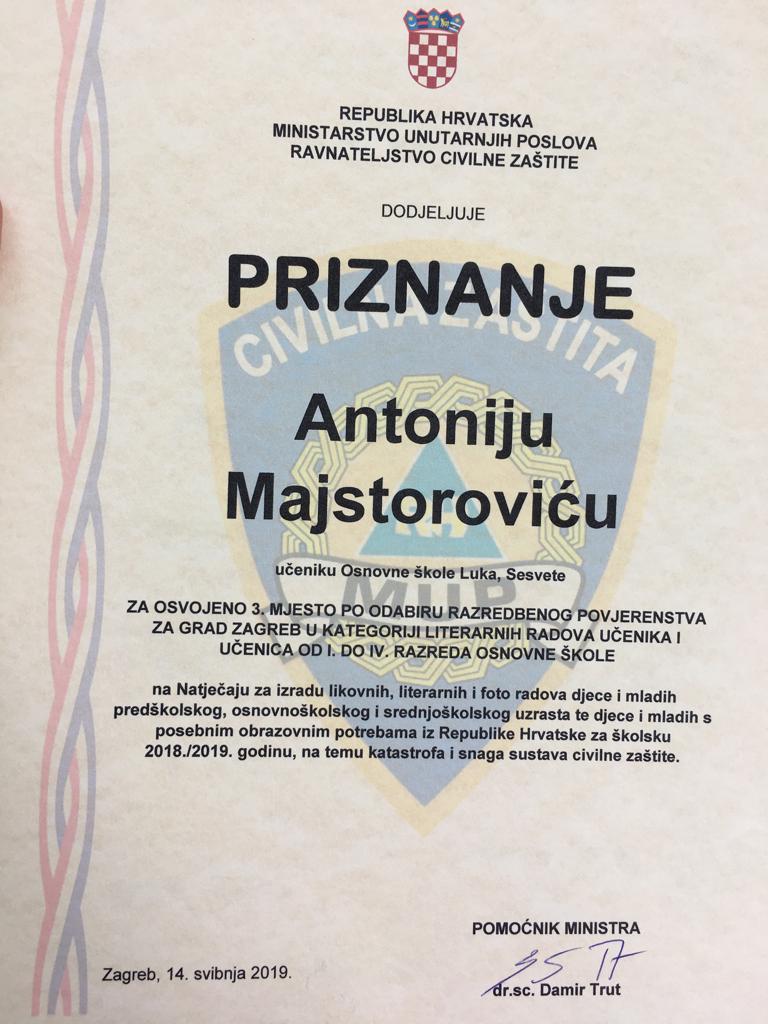 REPUBLIKA HRVATSKA
MINISTARSTVO UNUTARNJIH POSLOVA
RAVNATELJSTVO CIVILNE ZAŠTITE
DODJELJUJE
PRIZNANJE
CIVILNA ZAŠTITA
Antoniju
Majstoroviću
učeniku Osnovne škole Luka, Sesvete
MUP
ZA OSVOJENO 3. MJESTO PO ODABIRU RAZREDBENOG POVJERENSTVA
ZA GRAD ZAGREB U KATEGORIJI LITERARNIH RADOVA UČENIKA I
UČENICA OD I. DO IV. RAZREDA OSNOVNE ŠKOLE
na Natječaju za izradu likovnih, literarnih i foto radova djece i mladih
predškolskog, osnovnoškolskog i srednjoškolskog uzrasta te djece i mladih s
posebnim obrazovnim potrebama iz Republike Hrvatske za školsku
2018./2019. godinu, na temu katastrofa i snaga sustava civilne zaštite.
POMOĆNIK MINISTRA
dr.sc. Damir Trut
Zagreb, 14. svibnja 2019.